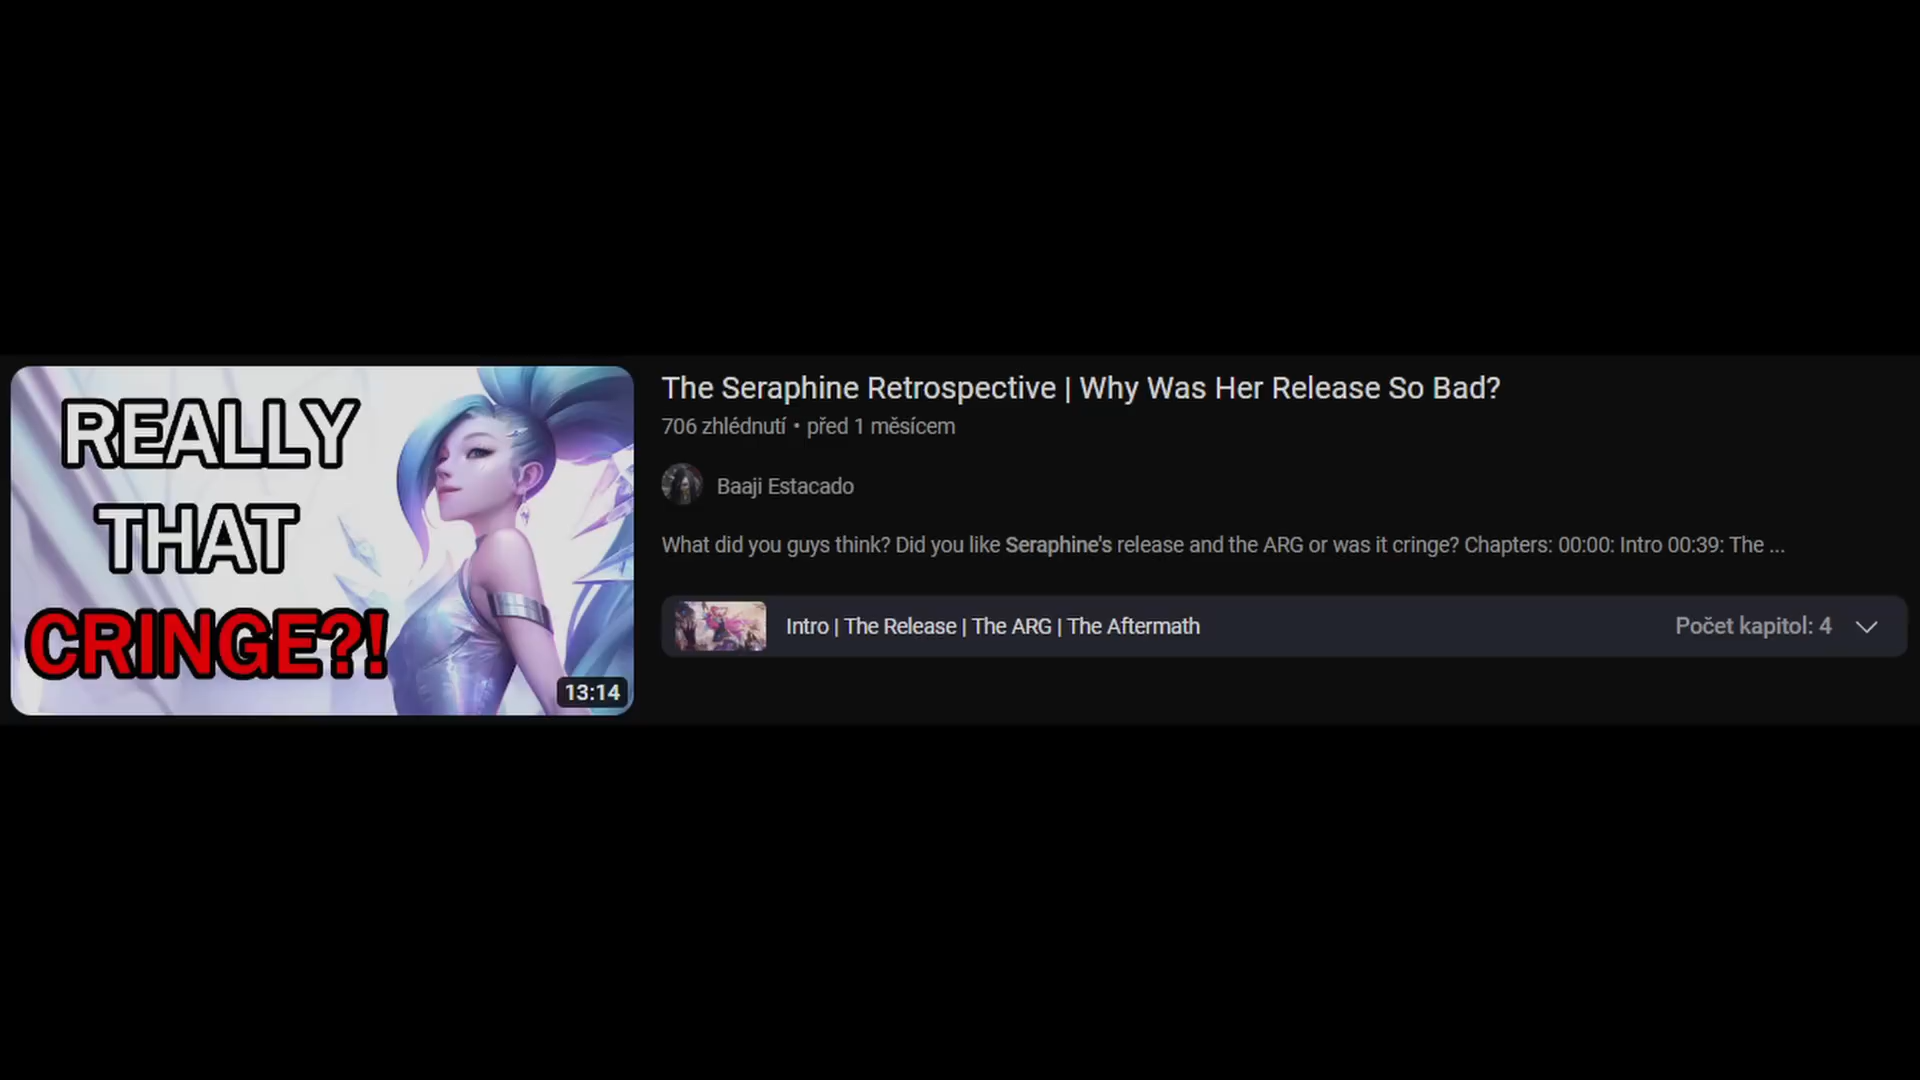 REALLY
THAT
CRINGE?!
13:14
The Seraphine Retrospective | Why Was Her Release So Bad?
706 zhlédnutí • před 1 měsícem
Baaji Estacado
What did you guys think? Did you like Seraphine's release and the ARG or was it cringe? Chapters: 00:00: Intro 00:39: The ...
Intro | The Release | The ARG | The Aftermath
Počet kapitol: 4